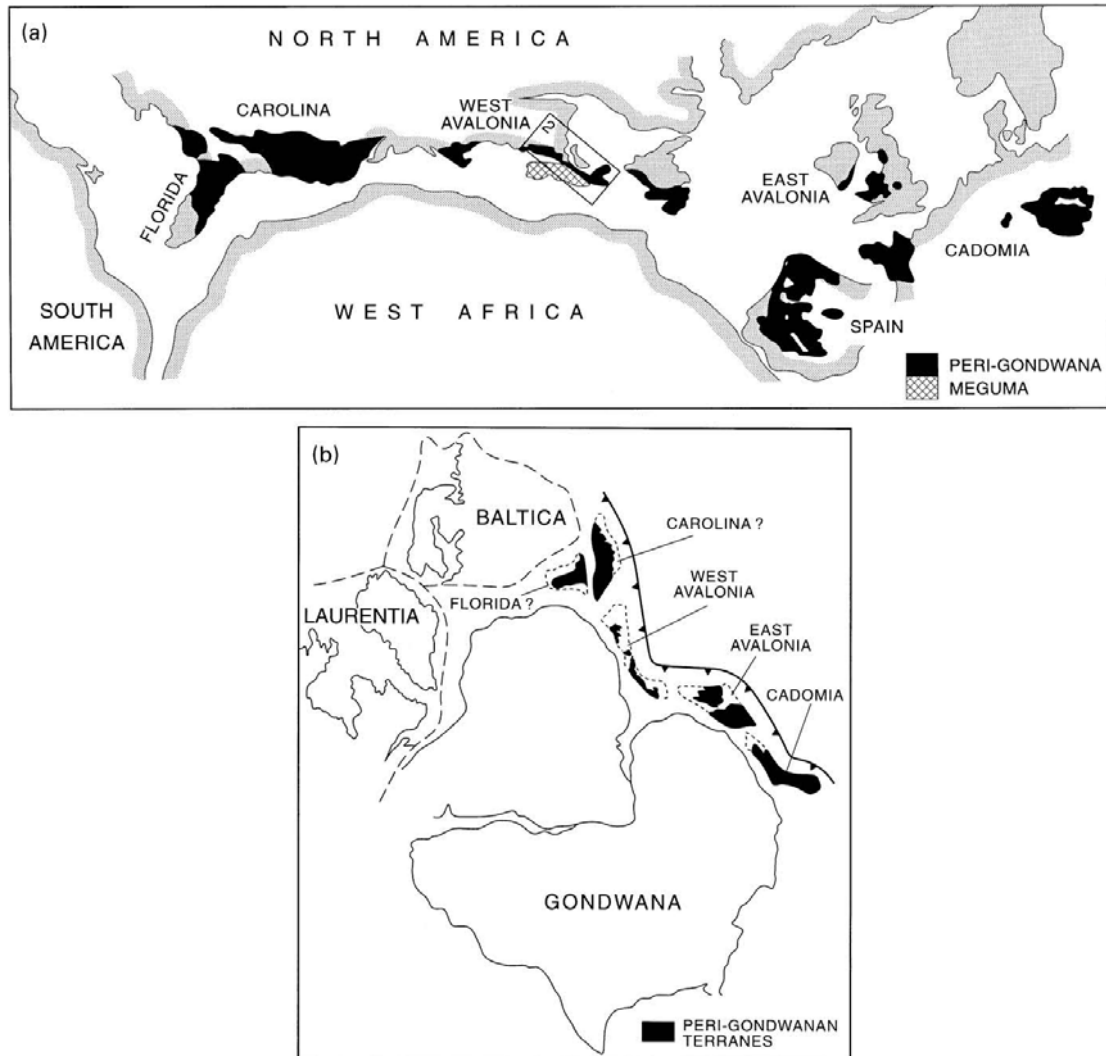 (a)
NORTH AMERICA
CAROLINA
WEST
AVALONIA
2
FLORIDA
EAST
AVALONIA
CADOMIA
SOUTH
AMERICA
WEST AFRICA
SPAIN
PERI-GONDWANA
MEGUMA
(b)
BALTICA
CAROLINA ?
WEST
AVALONIA
FLORIDA ?
LAURENTIA
EAST
AVALONIA
CADOMIA
GONDWANA
PERI-GONDWANAN
TERRANES